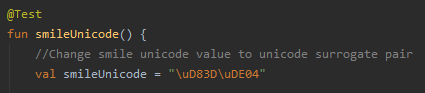 @Test
fun smileUnicode() {
//Change smile unicode value to unicode surrogate pair
val smileUnicode = "\uD83D\uDE04"